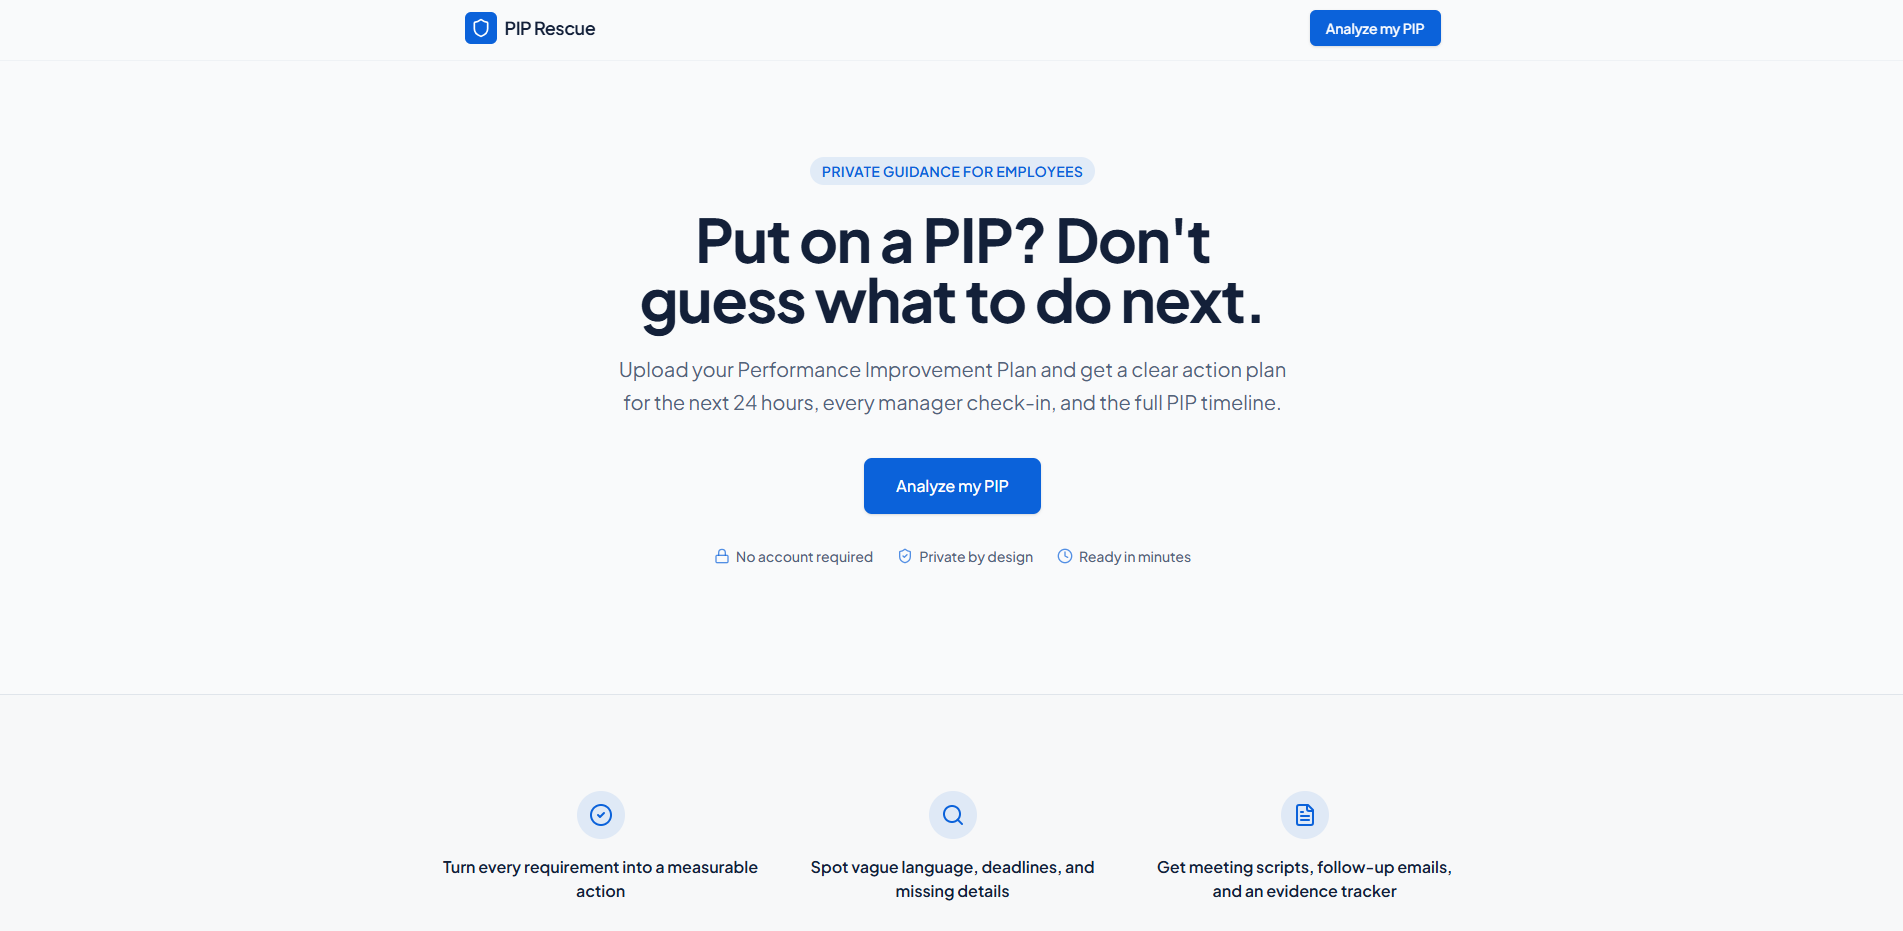 PIP Rescue
Analyze my PIP
PRIVATE GUIDANCE FOR EMPLOYEES
Put on a PIP? Don't
guess what to do next.
Upload your Performance Improvement Plan and get a clear action plan
for the next 24 hours, every manager check-in, and the full PIP timeline.
Analyze my PIP
No account required
Private by design
Ready in minutes
Turn every requirement into a measurable
action
Spot vague language, deadlines, and
missing details
Get meeting scripts, follow-up emails,
and an evidence tracker